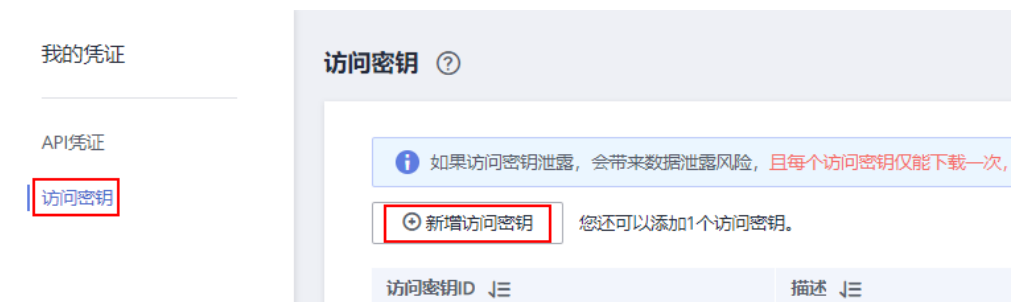 我的凭证
访问密钥 ?
API凭证
访问密钥
如果访问密钥泄露，会带来数据泄露风险，且每个访问密钥仅能下载一次，
新增访问密钥 您还可以添加1个访问密钥。
访问密钥ID 描述